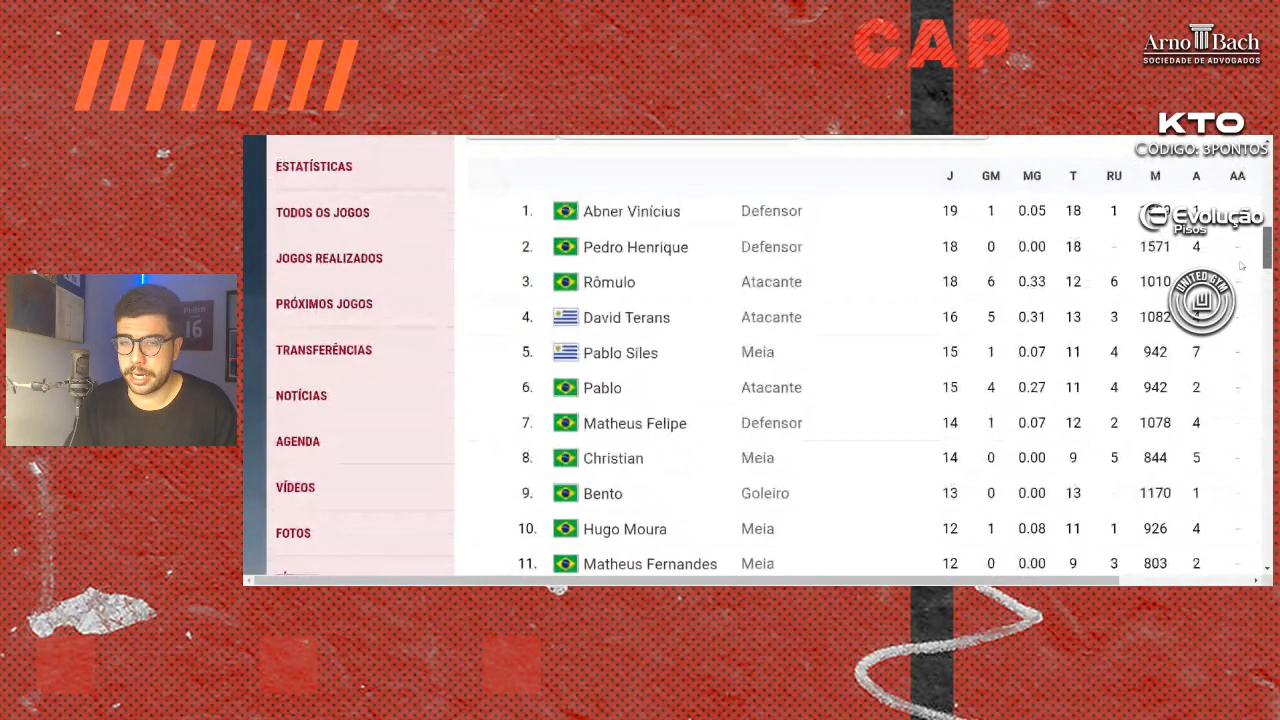 CAP
Arno Bach
SOCIEDADE DE ADVOGADOS
KTO
CÓDIGO: 3PONTOS
Evolução
Pisos
UNITED GYM
Philco
16
ESTATÍSTICAS
TODOS OS JOGOS
JOGOS REALIZADOS
PRÓXIMOS JOGOS
TRANSFERÊNCIAS
NOTÍCIAS
AGENDA
VÍDEOS
FOTOS
J GM MG T RU M A AA
1. Abner Vinícius Defensor 19 1 0.05 18 1 1
2. Pedro Henrique Defensor 18 0 0.00 18 - 1571 4 -
3. Rômulo Atacante 18 6 0.33 12 6 1010
4. David Terans Atacante 16 5 0.31 13 3 1082 4 -
5. Pablo Siles Meia 15 1 0.07 11 4 942 7 -
6. Pablo Atacante 15 4 0.27 11 4 942 2 -
7. Matheus Felipe Defensor 14 1 0.07 12 2 1078 4 -
8. Christian Meia 14 0 0.00 9 5 844 5 -
9. Bento Goleiro 13 0 0.00 13 - 1170 1 -
10. Hugo Moura Meia 12 1 0.08 11 1 926 4 -
11. Matheus Fernandes Meia 12 0 0.00 9 3 803 2 -